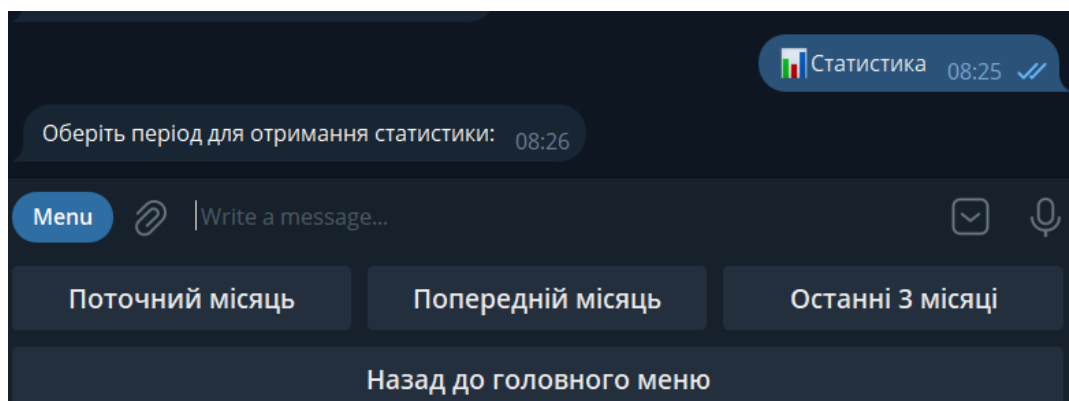 📊Статистика 08:25
Оберіть період для отримання статистики: 08:26
Menu Write a message...
Поточний місяць Попередній місяць Останні 3 місяці
Назад до головного меню